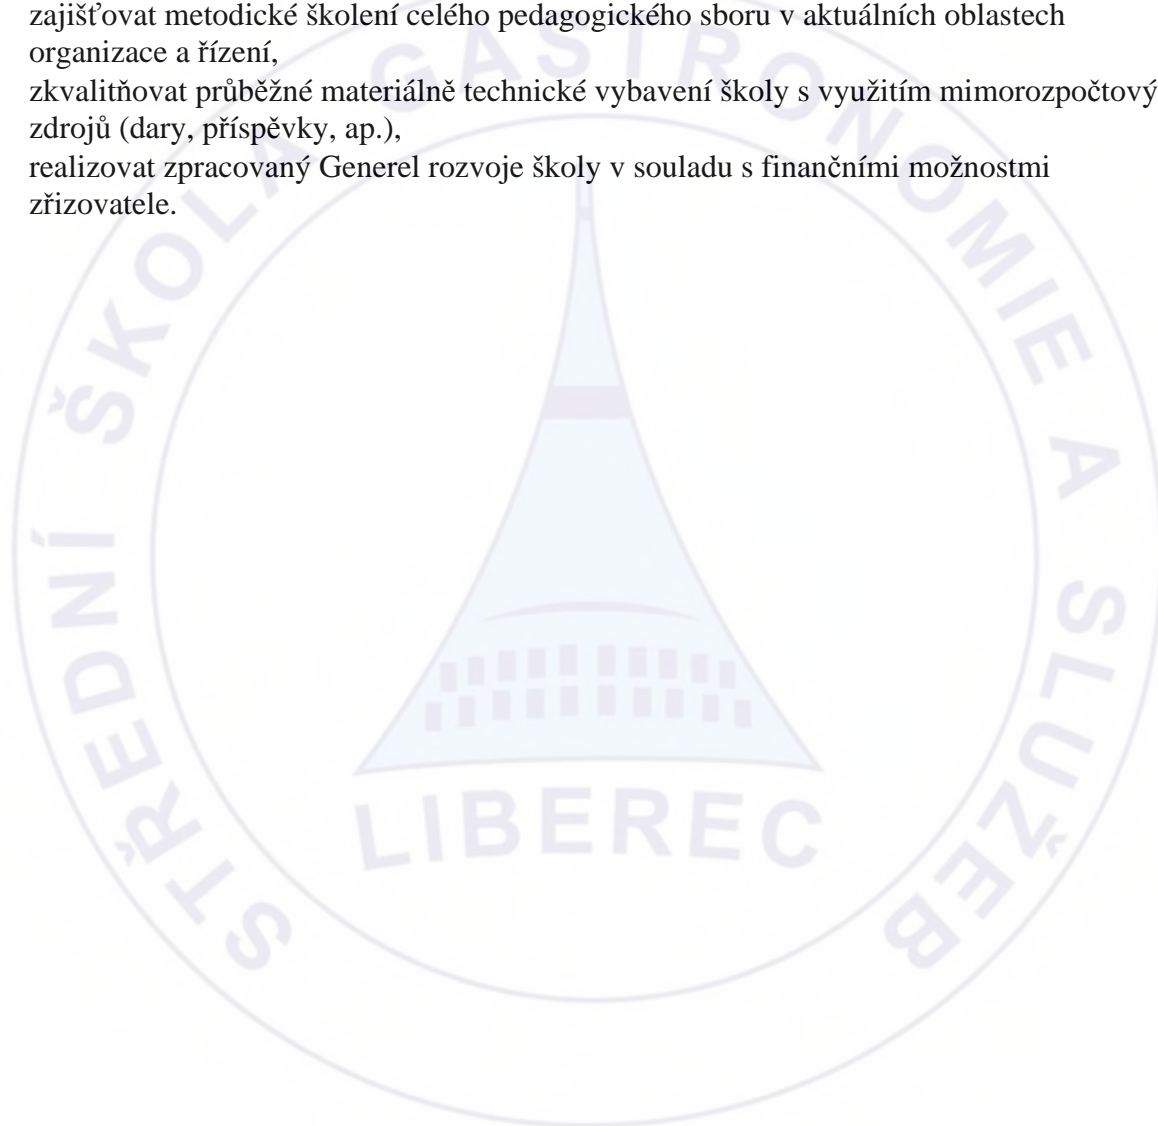 zajišťovat metodické školení celého pedagogického sboru v aktuálních oblastech
organizace a řízení,
zkvalitňovat průběžné materiálně technické vybavení školy s využitím mimorozpočtový
zdrojů (dary, příspěvky, ap.),
realizovat zpracovaný Generel rozvoje školy v souladu s finančními možnostmi
zřizovatele.
STŘEDNÍ ŠKOLA GASTRONOMIE A SLUŽEB
LIBEREC